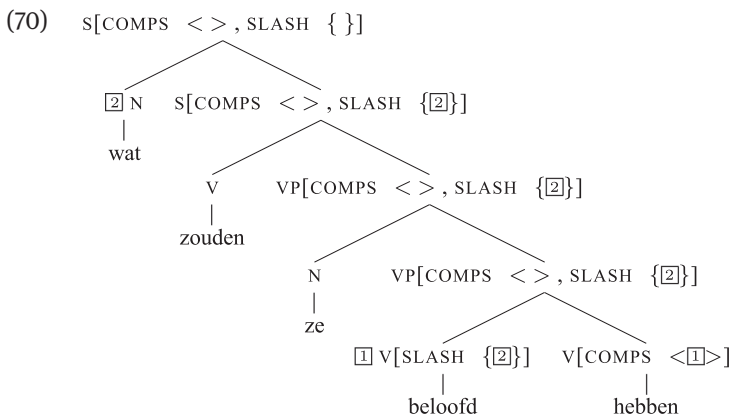 (70) S[COMPS < > , SLASH { }]
2 N S[COMPS < > , SLASH {2}]
wat
V VP[COMPS < > , SLASH {2}]
zouden
N VP[COMPS < > , SLASH {2}]
ze
1 V[SLASH {2}] V[COMPS <1>]
beloofd hebben